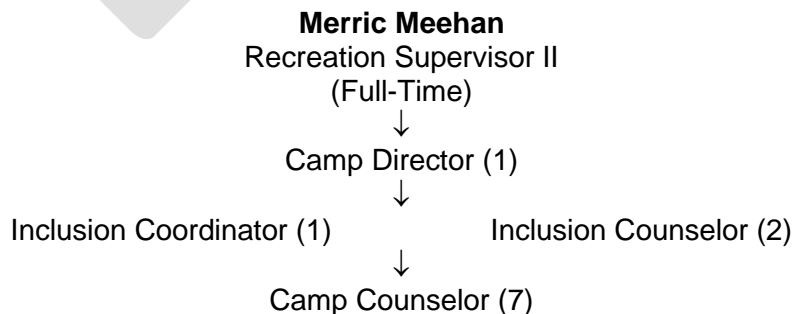 Merric Meehan
Recreation Supervisor II
(Full-Time)
↓
Camp Director (1)
↓
Inclusion Coordinator (1) Inclusion Counselor (2)
↓
Camp Counselor (7)